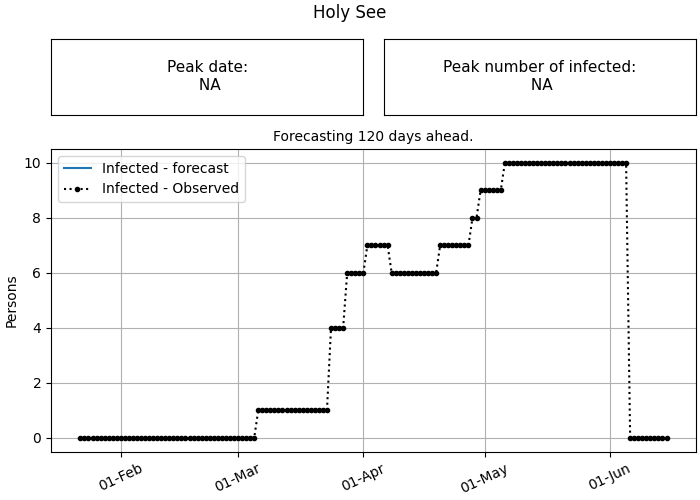 Holy See
Peak date:
NA
Peak number of infected:
NA
Forecasting 120 days ahead.
Infected - forecast
Infected - Observed
Persons
10
8
6
4
2
0
01-Feb
01-Mar
01-Apr
01-May
01-Jun